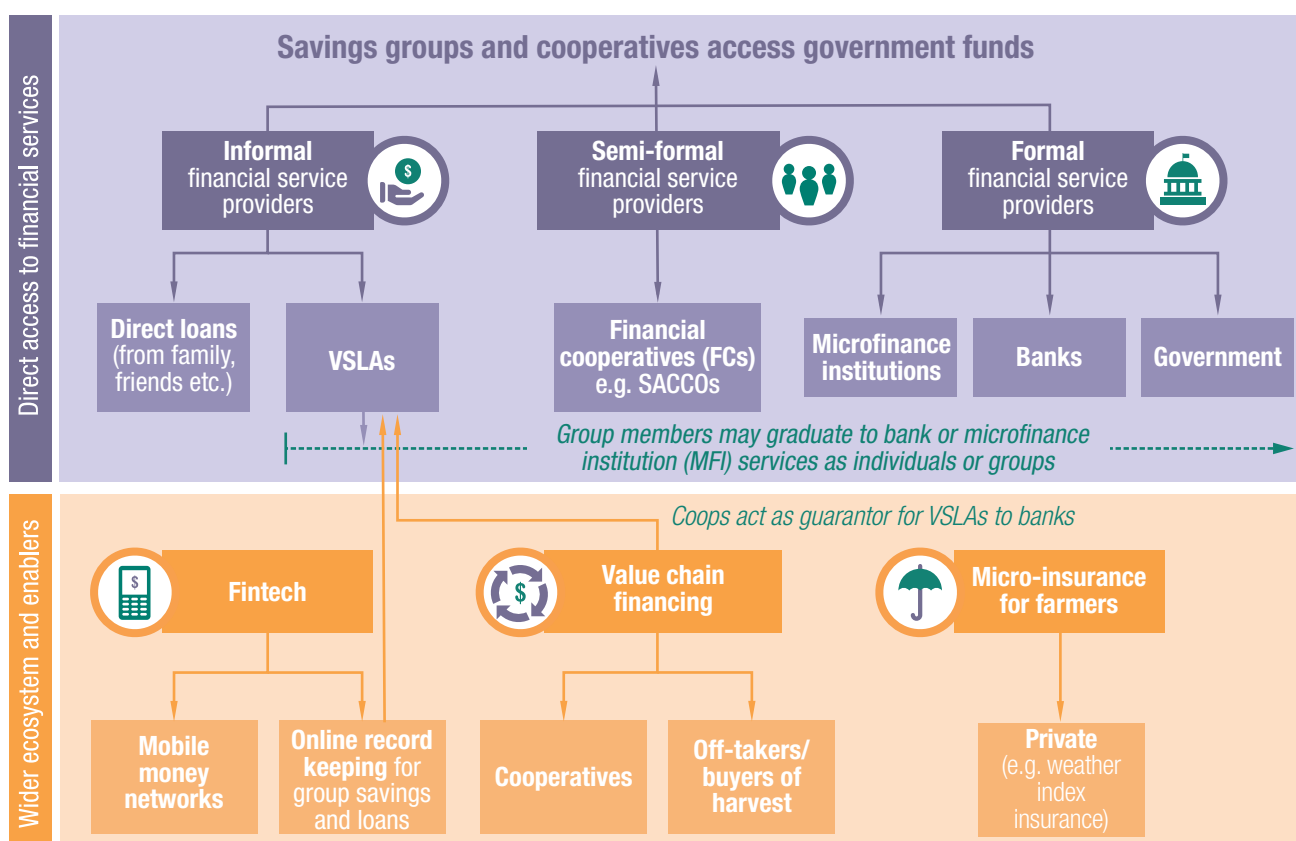 Direct access to financial services
Savings groups and cooperatives access government funds
Informal
financial service
providers
$
Semi-formal
financial service
providers
Formal
financial service
providers
Direct loans
(from family,
friends etc.)
VSLAs
Financial
cooperatives (FCs)
e.g. SACCOs
Microfinance
institutions
Banks
Government
Group members may graduate to bank or microfinance
institution (MFI) services as individuals or groups
Wider ecosystem and enablers
Coops act as guarantor for VSLAs to banks
$
Fintech
$
Value chain
financing
Micro-insurance
for farmers
Mobile
money
networks
Online record
keeping for
group savings
and loans
Cooperatives
Off-takers/
buyers of
harvest
Private
(e.g. weather
index
insurance)